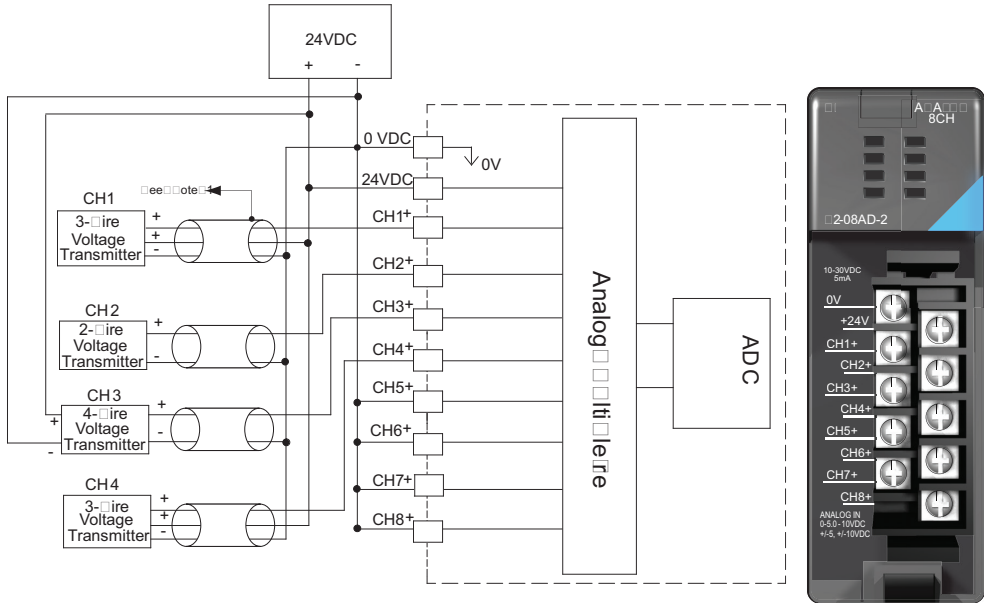 24VDC
+ -
0 VDC
0V
24VDC
CH1
CH1+
3-
+
Voltage
+
Transmitter
-
CH2+
CH3+
CH2
2-
+
Voltage
Transmitter
-
CH4+
CH3
CH5+
4-
+
+
Voltage
-
Transmitter
-
CH6+
CH4
CH7+
3-
+
Voltage
+
Transmitter
-
CH8+
Analog
ADC
8CH
2-08AD-2
10-30VDC
5mA
0V
+24V
CH1+
CH2+
CH3+
CH4+
CH5+
CH6+
CH7+
CH8+
ANALOG IN
0-5.0 -10VDC
+/-5, +/-10VDC